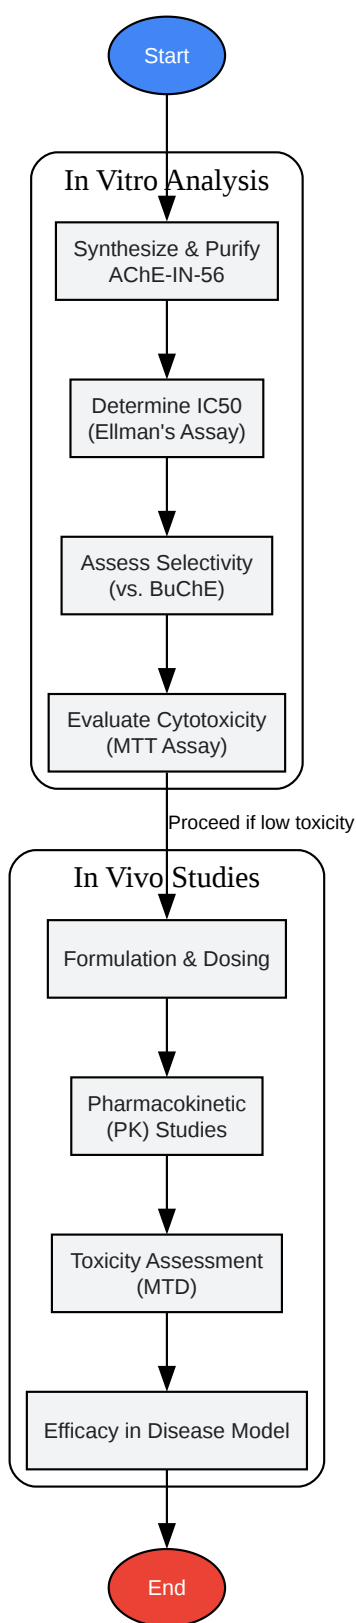 Start
In Vitro Analysis
Synthesize & Purify
AChE-IN-56
Determine IC50
(Ellman's Assay)
Assess Selectivity
(vs. BuChE)
Evaluate Cytotoxicity
(MTT Assay)
Proceed if low toxicity
In Vivo Studies
Formulation & Dosing
Pharmacokinetic
(PK) Studies
Toxicity Assessment
(MTD)
Efficacy in Disease Model
End